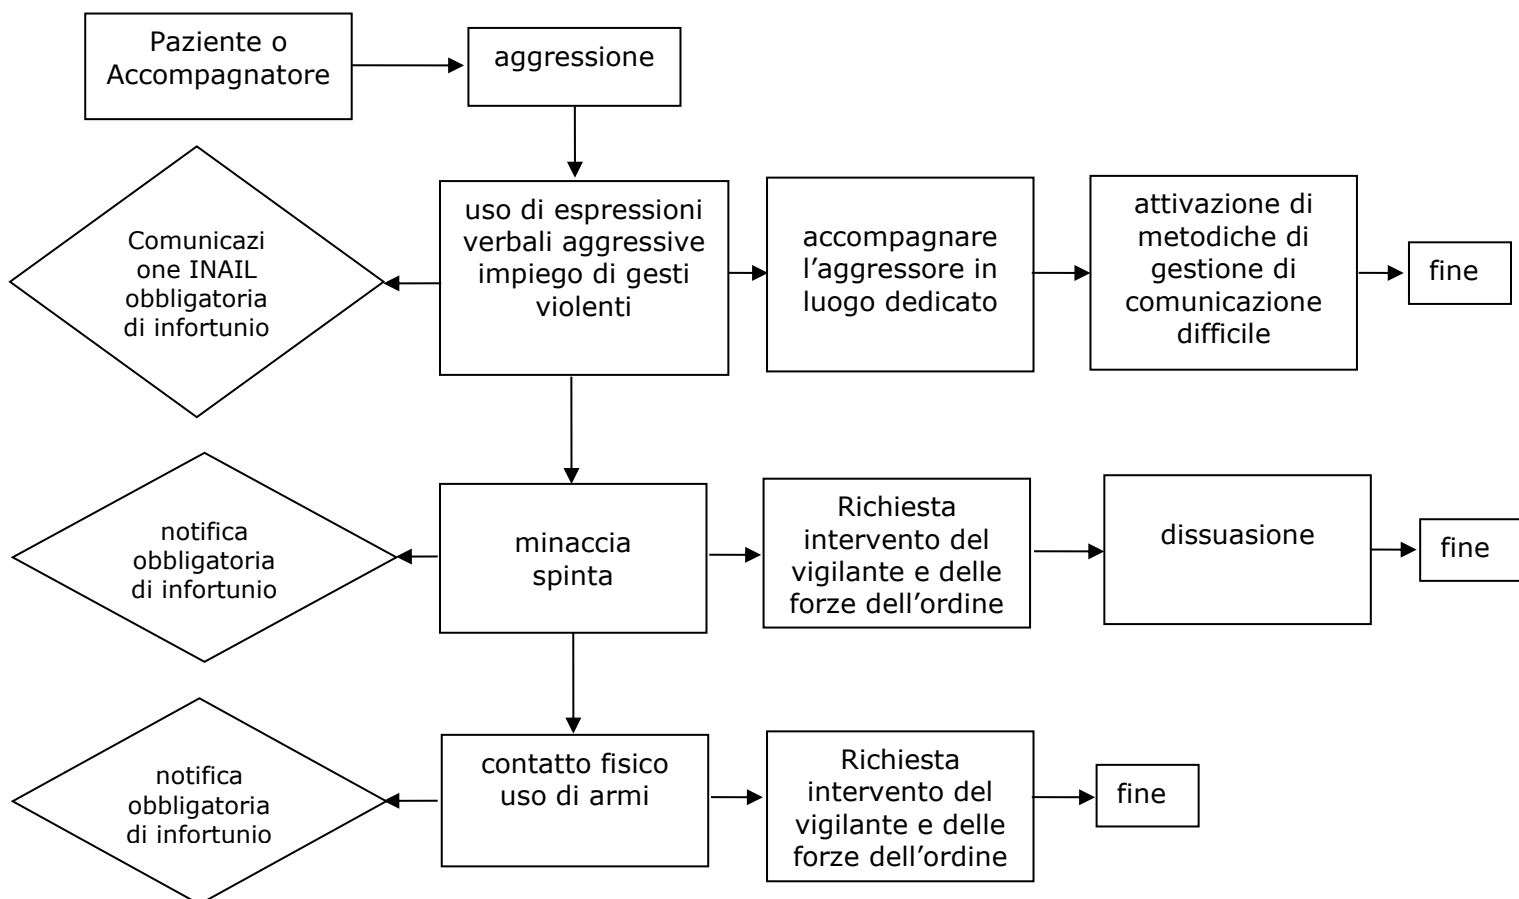 Paziente o
Accompagnatore
aggressione
Comunicazi
one INAIL
obbligatoria
di infortunio
uso di espressioni
verbali aggressive
impiego di gesti
violenti
accompagnare
l’aggressore in
luogo dedicato
attivazione di
metodiche di
gestione di
comunicazione
difficile
fine
notifica
obbligatoria
di infortunio
minaccia
spinta
Richiesta
intervento del
vigilante e delle
forze dell’ordine
dissuasione
fine
notifica
obbligatoria
di infortunio
contatto fisico
uso di armi
Richiesta
intervento del
vigilante e delle
forze dell’ordine
fine